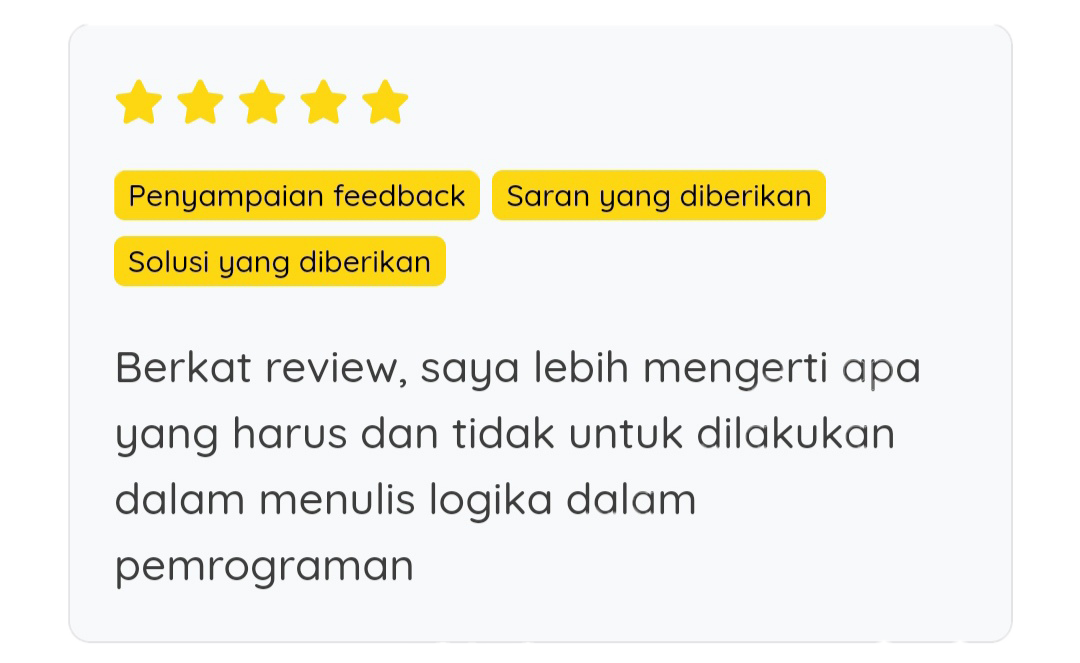 Penyampaian feedback Saran yang diberikan
Solusi yang diberikan
Berkat review, saya lebih mengerti apa
yang harus dan tidak untuk dilakukan
dalam menulis logika dalam
pemrograman